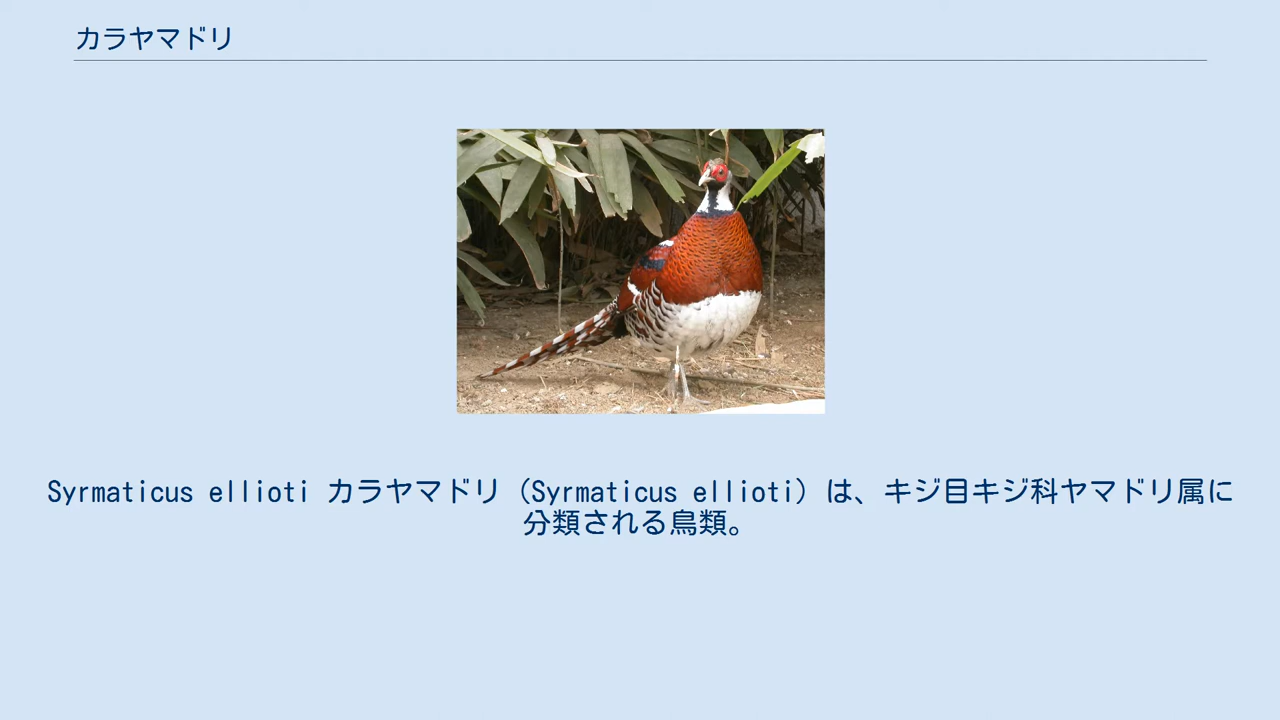 カラヤマドリ
Syrmaticus ellioti カラヤマドリ（Syrmaticus ellioti）は、キジ目キジ科ヤマドリ属に
分類される鳥類。